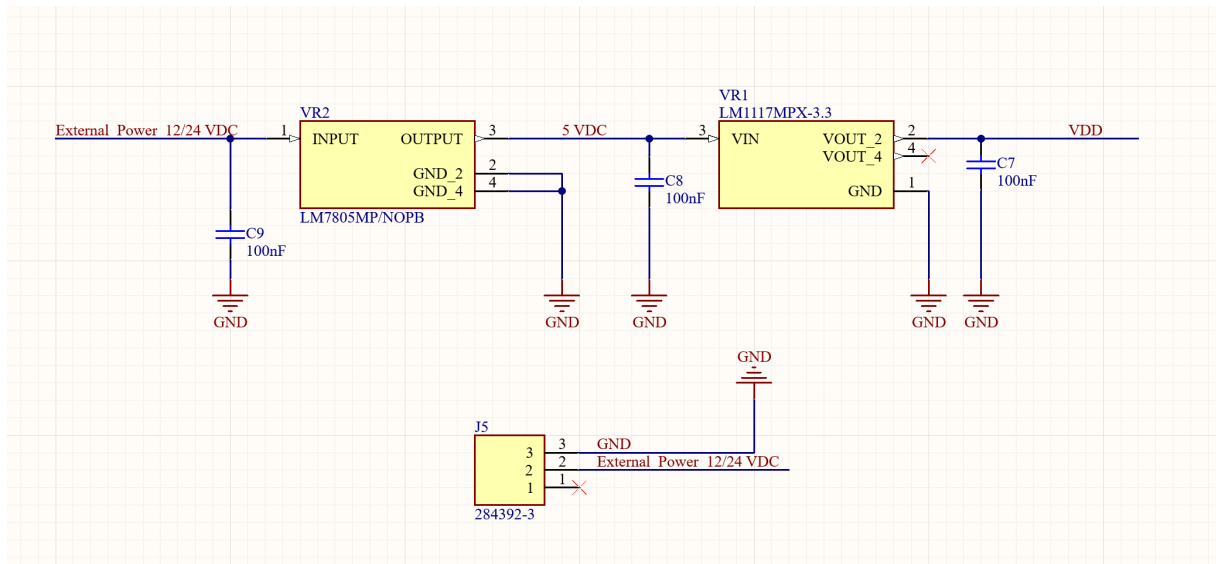 VR1
VR2
LM1117MPX-3.3
External Power 12/24 VDC
1
INPUT
OUTPUT
3
5 VDC
3
VIN
VOUT_2
2
VDD
VOUT_4
4
GND_2
2
GND_4
4
GND
1
C7
100nF
C8
100nF
LM7805MP/NOPB
C9
100nF
GND
GND
GND
GND
GND
GND
J5
3
3
GND
2
2
External Power 12/24 VDC
1
1
284392-3